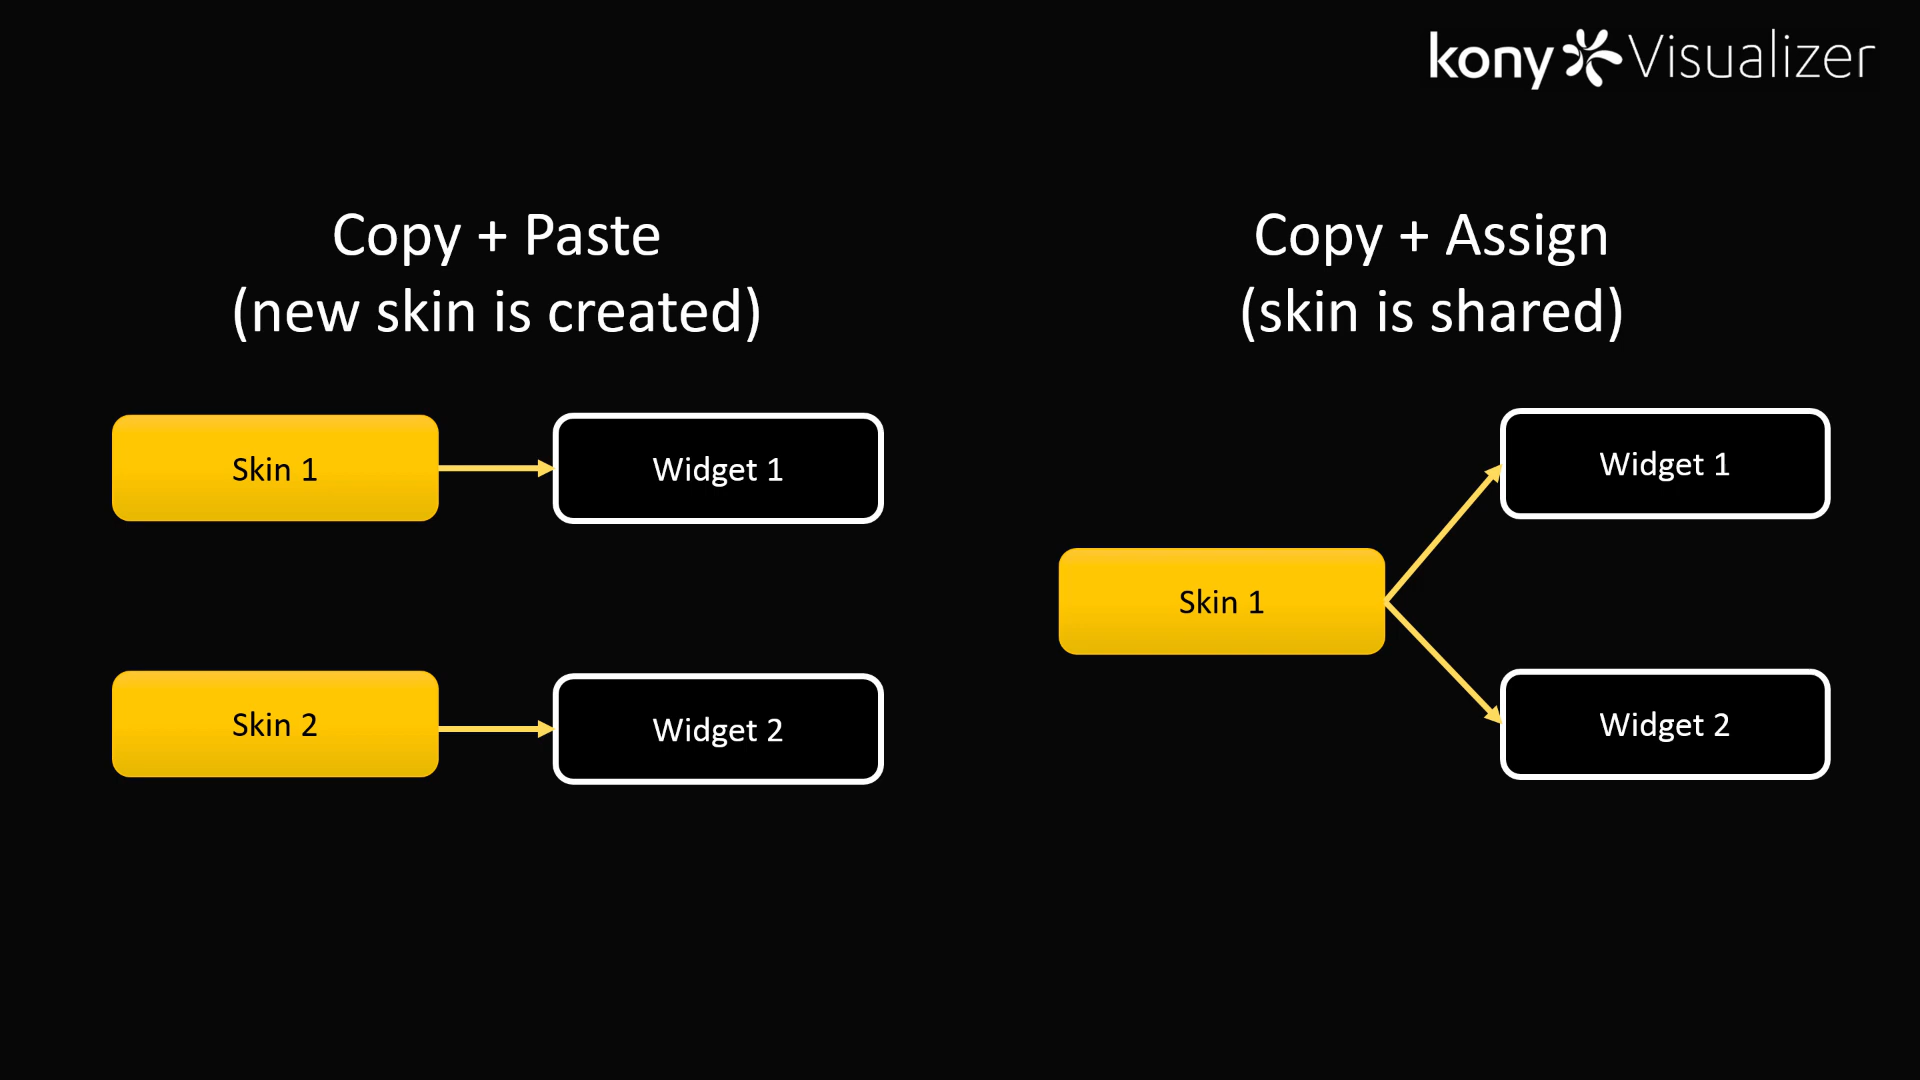 kony Visualizer
Copy + Paste
(new skin is created)
Skin 1
Widget 1
Skin 2
Widget 2
Copy + Assign
(skin is shared)
Skin 1
Widget 1
Widget 2